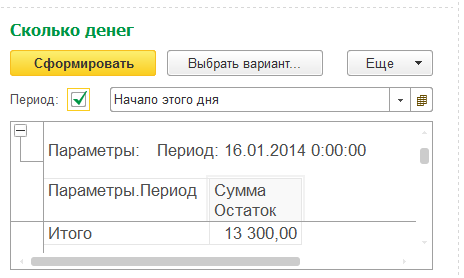 Сколько денег
Сформировать Выбрать вариант... Еще
Период: Начало этого дня
Параметры: Период: 16.01.2014 0:00:00
Параметры.Период Сумма
Остаток
Итого 13 300,00